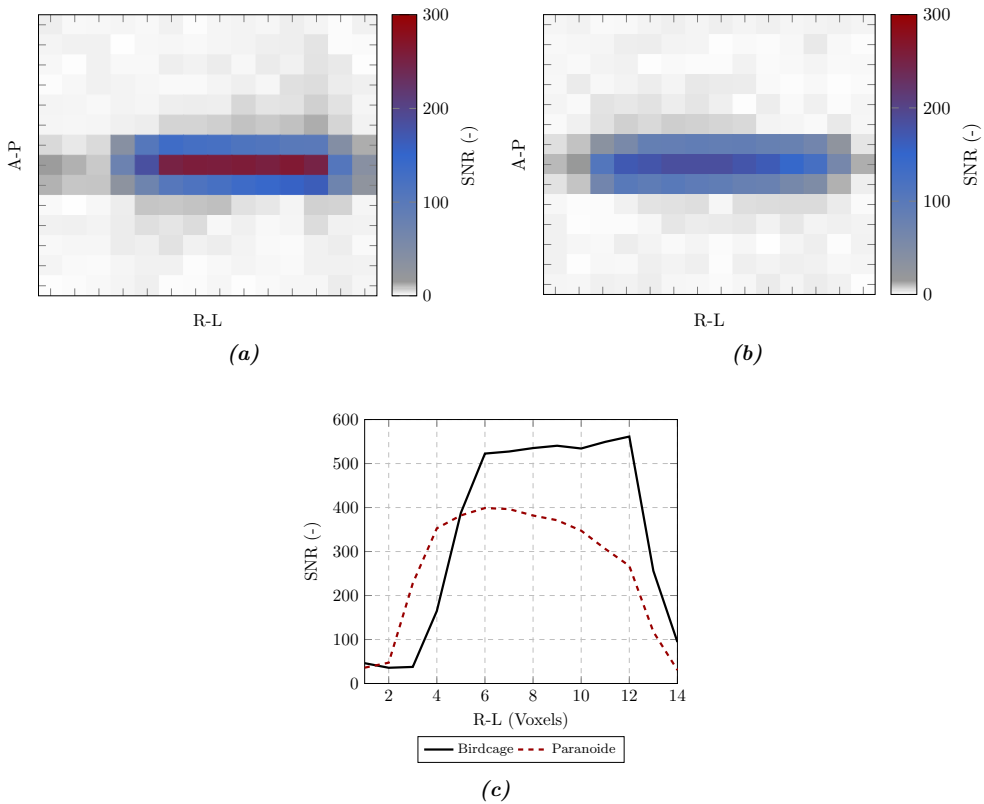 300
200
100
0
SNR (-)
A-P
R-L
(a)
300
200
100
0
SNR (-)
A-P
R-L
(b)
600
500
400
300
200
100
0
SNR (-)
2 4 6 8 10 12 14
R-L (Voxels)
Birdcage Paranoide
(c)